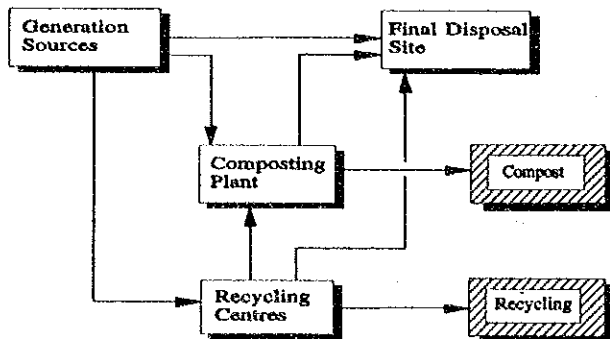 Generation
Sources
Final Disposal
Site
Composting
Plant
Compost
Recycling
Centres
Recycling